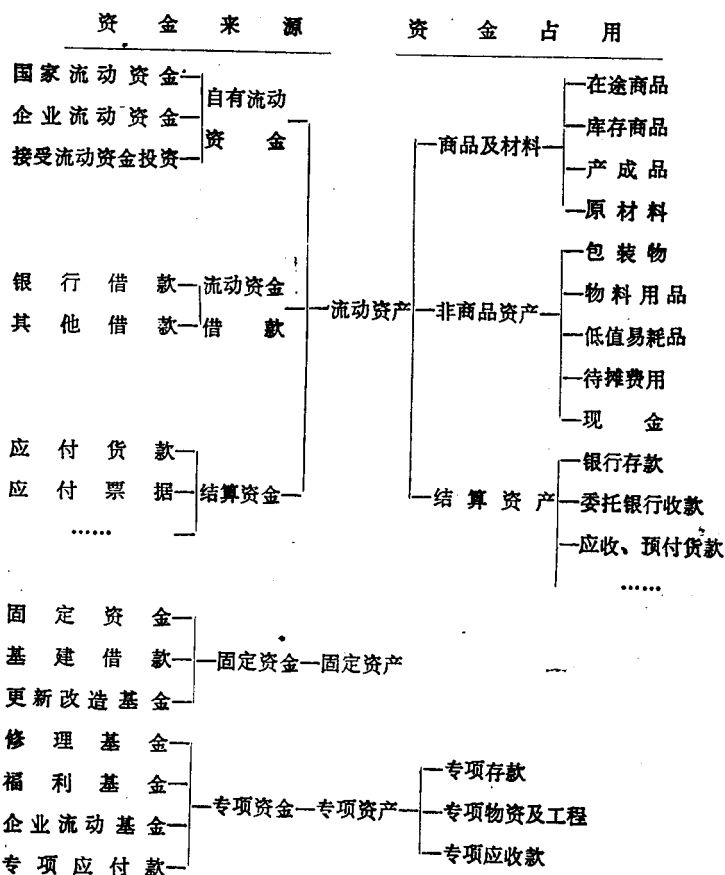 资金来源 资金占用
国家流动资金
企业流动资金
接受流动资金投资
自有流动
资金
银行借款
其他借款
流动资金
借款
应付货款
应付票据
……
结算资金
流动资产
商品及材料
在途商品
库存商品
产成品
原材料
非商品资产
包装物
物料用品
低值易耗品
待摊费用
现金
结算资产
银行存款
委托银行收款
应收、预付货款
……
固定资金
基建借款
更新改造基金
固定资金
固定资产
修理基金
福利基金
企业流动基金
专项应付款
专项资金
专项资产
专项存款
专项物资及工程
专项应收款